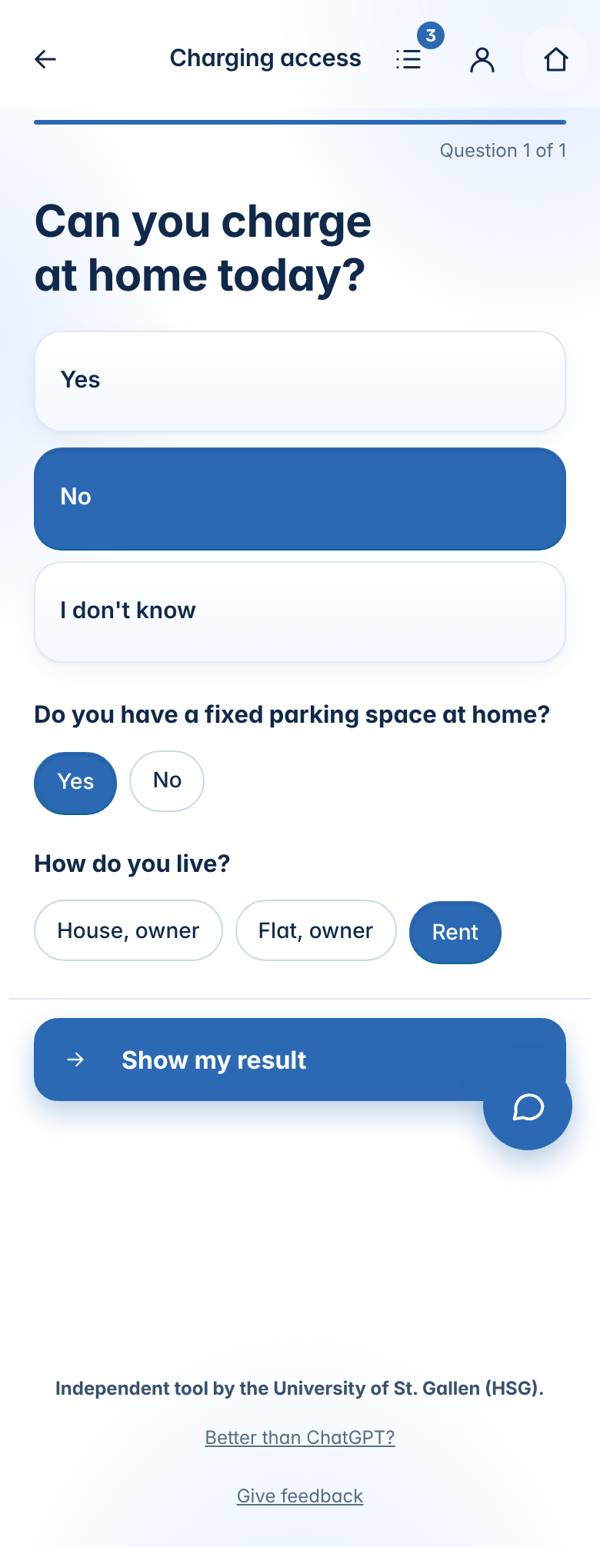 Charging access
3
Question 1 of 1
Can you charge
at home today?
Yes
No
I don't know
Do you have a fixed parking space at home?
Yes
No
How do you live?
House, owner
Flat, owner
Rent
Show my result
Independent tool by the University of St. Gallen (HSG).
Better than ChatGPT?
Give feedback